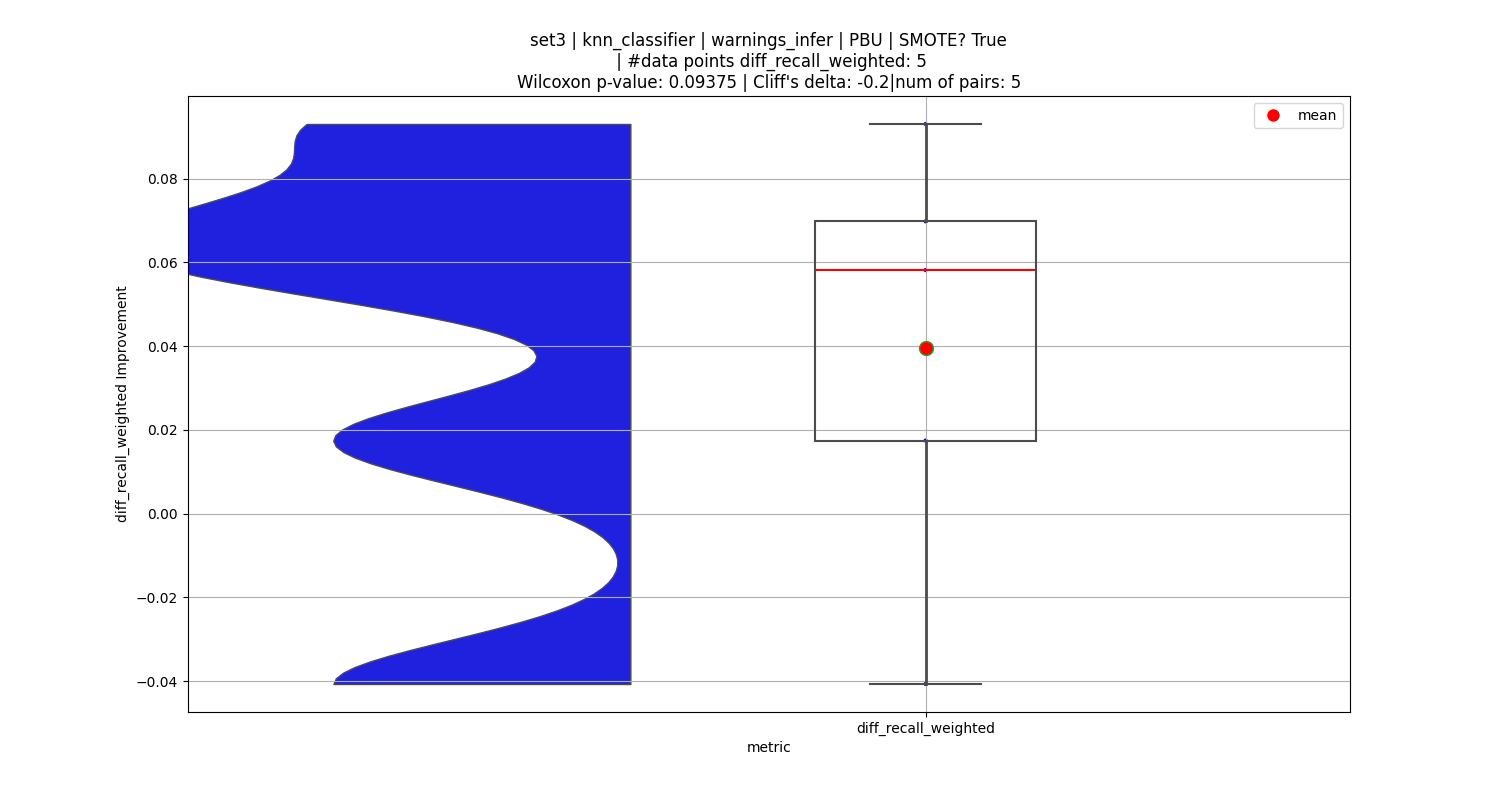 set3 | knn_classifier | warnings_infer | PBU | SMOTE? True
| #data points diff_recall_weighted: 5
Wilcoxon p-value: 0.09375 | Cliff's delta: -0.2|num of pairs: 5
mean
0.08
0.06
0.04
0.02
0.00
−0.02
−0.04
diff_recall_weighted Improvement
diff_recall_weighted
metric